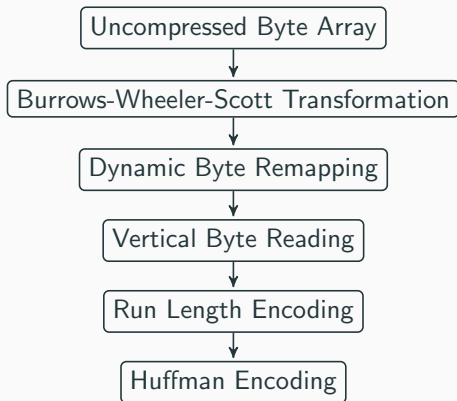 Uncompressed Byte Array
Burrows-Wheeler-Scott Transformation
Dynamic Byte Remapping
Vertical Byte Reading
Run Length Encoding
Huffman Encoding